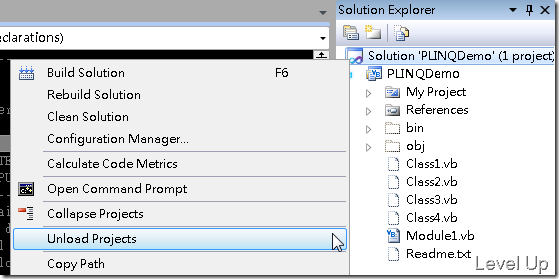 eclarations)
Build Solution F6
Rebuild Solution
Clean Solution
Configuration Manager...
Calculate Code Metrics
Open Command Prompt
Collapse Projects
Unload Projects
Copy Path
Solution Explorer
Solution 'PLINQDemo' (1 project)
PLINQDemo
My Project
References
bin
obj
Class1.vb
Class2.vb
Class3.vb
Class4.vb
Module1.vb
Readme.txt
Level Up